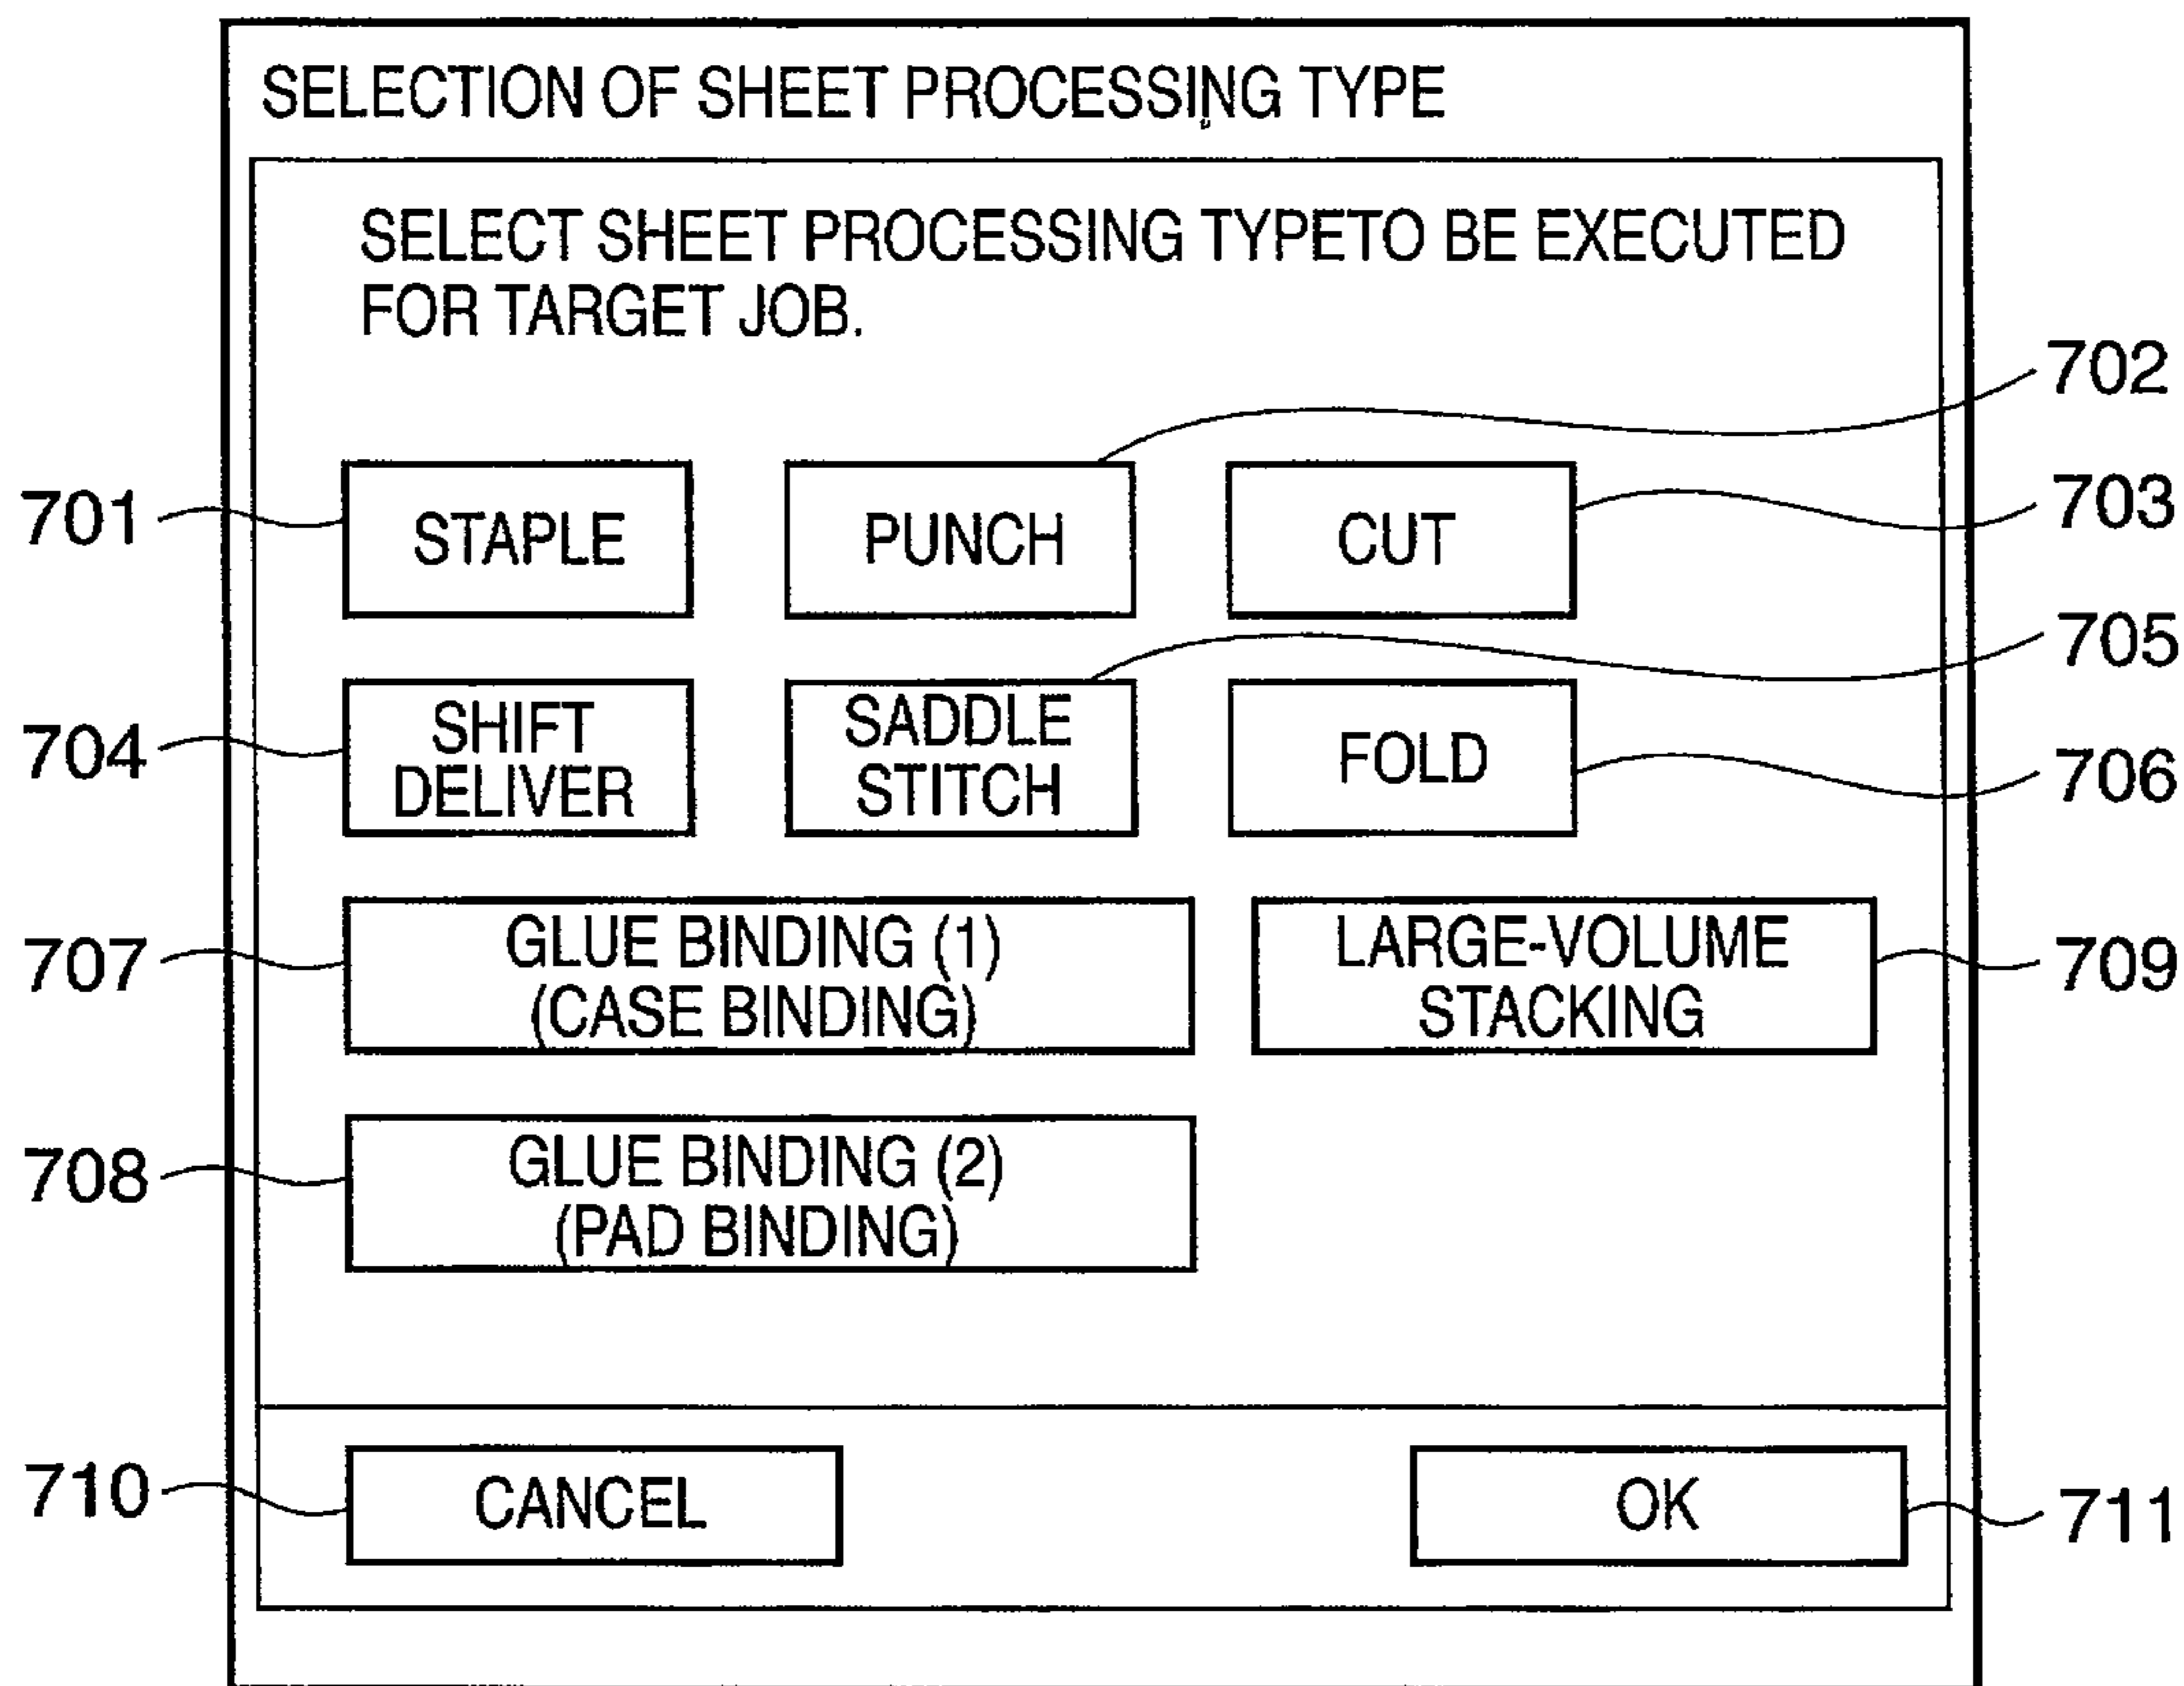 SELECTION OF SHEET PROCESSING TYPE
SELECT SHEET PROCESSING TYPETO BE EXECUTED
FOR TARGET JOB.
702
701
STAPLE
PUNCH
CUT
703
705
704
SHIFT
DELIVER
SADDLE
STITCH
FOLD
706
707
GLUE BINDING (1)
(CASE BINDING)
LARGE-VOLUME
STACKING
709
708
GLUE BINDING (2)
(PAD BINDING)
710
CANCEL
OK
711